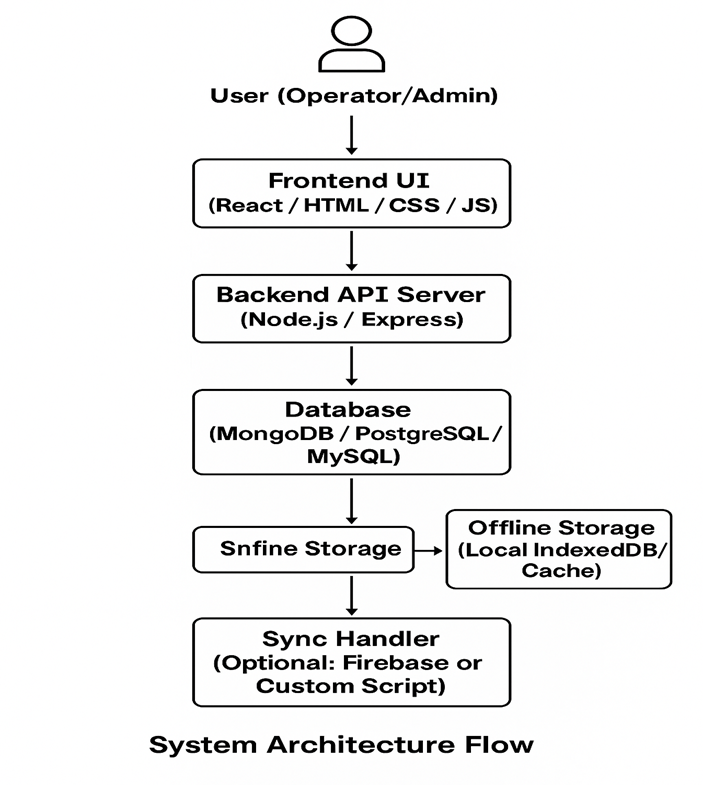 User (Operator/Admin)
Frontend UI
(React / HTML / CSS / JS)
Backend API Server
(Node.js / Express)
Database
(MongoDB / PostgreSQL /
MySQL)
Snfine Storage
Offline Storage
(Local IndexedDB/
Cache)
Sync Handler
(Optional: Firebase or
Custom Script)
System Architecture Flow